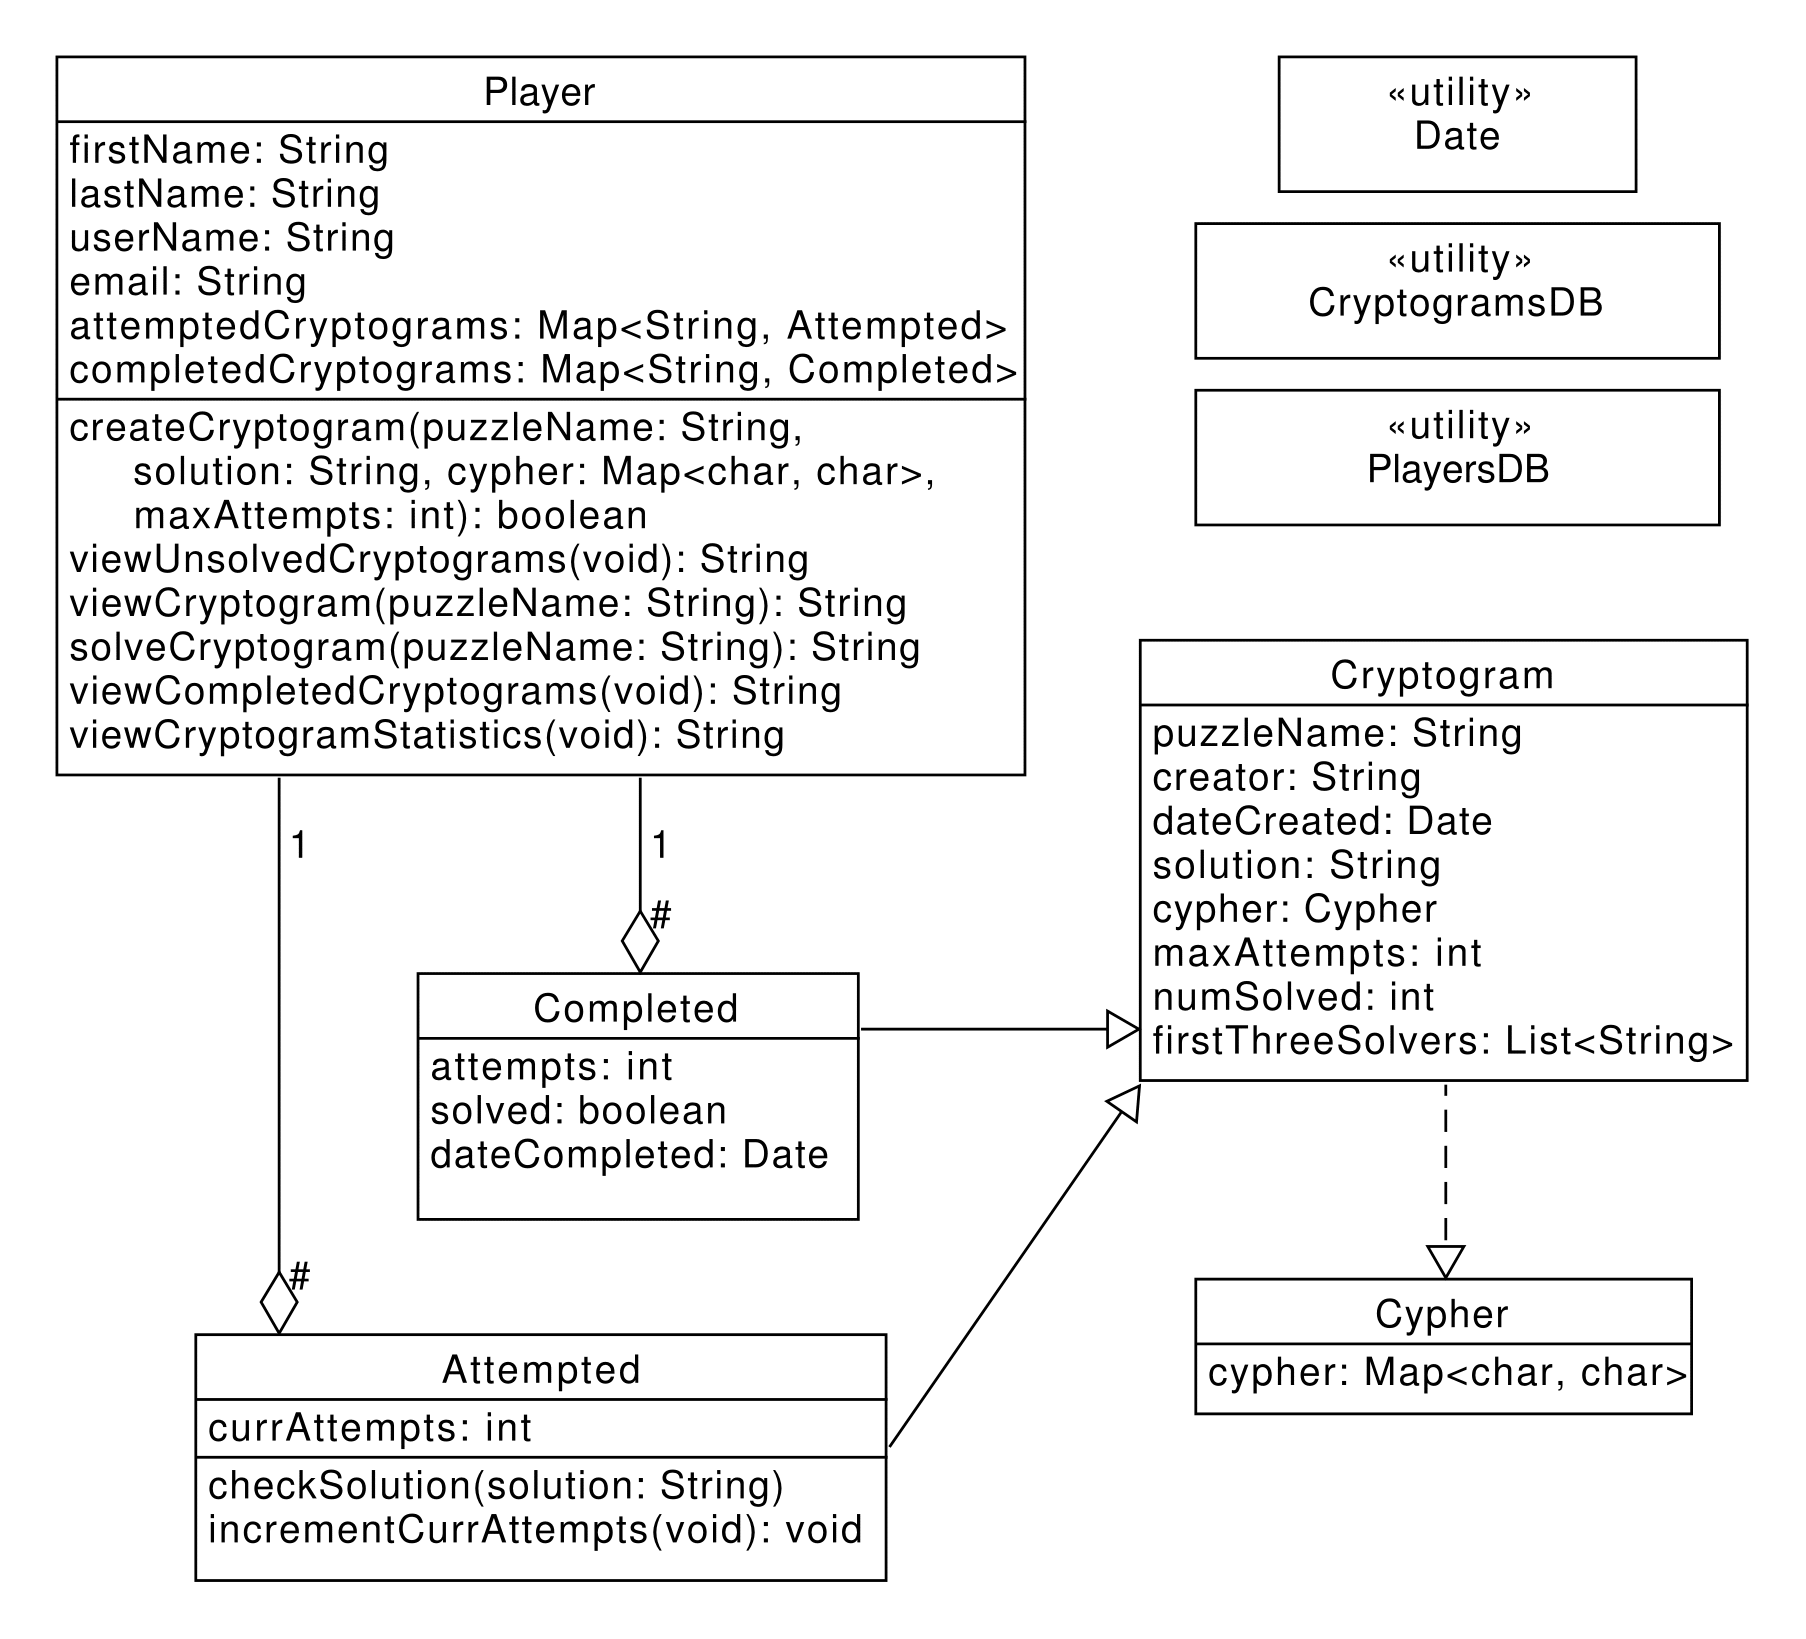 Player
firstName: String
lastName: String
userName: String
email: String
attemptedCryptograms: Map<String, Attempted>
completedCryptograms: Map<String, Completed>
createCryptogram(puzzleName: String,
solution: String, cypher: Map<char, char>,
maxAttempts: int): boolean
viewUnsolvedCryptograms(void): String
viewCryptogram(puzzleName: String): String
solveCryptogram(puzzleName: String): String
viewCompletedCryptograms(void): String
viewCryptogramStatistics(void): String
«utility»
Date
«utility»
CryptogramsDB
«utility»
PlayersDB
Cryptogram
puzzleName: String
creator: String
dateCreated: Date
solution: String
cypher: Cypher
maxAttempts: int
numSolved: int
firstThreeSolvers: List<String>
1
1
#
Completed
attempts: int
solved: boolean
dateCompleted: Date
#
Attempted
currAttempts: int
checkSolution(solution: String)
incrementCurrAttempts(void): void
Cypher
cypher: Map<char, char>